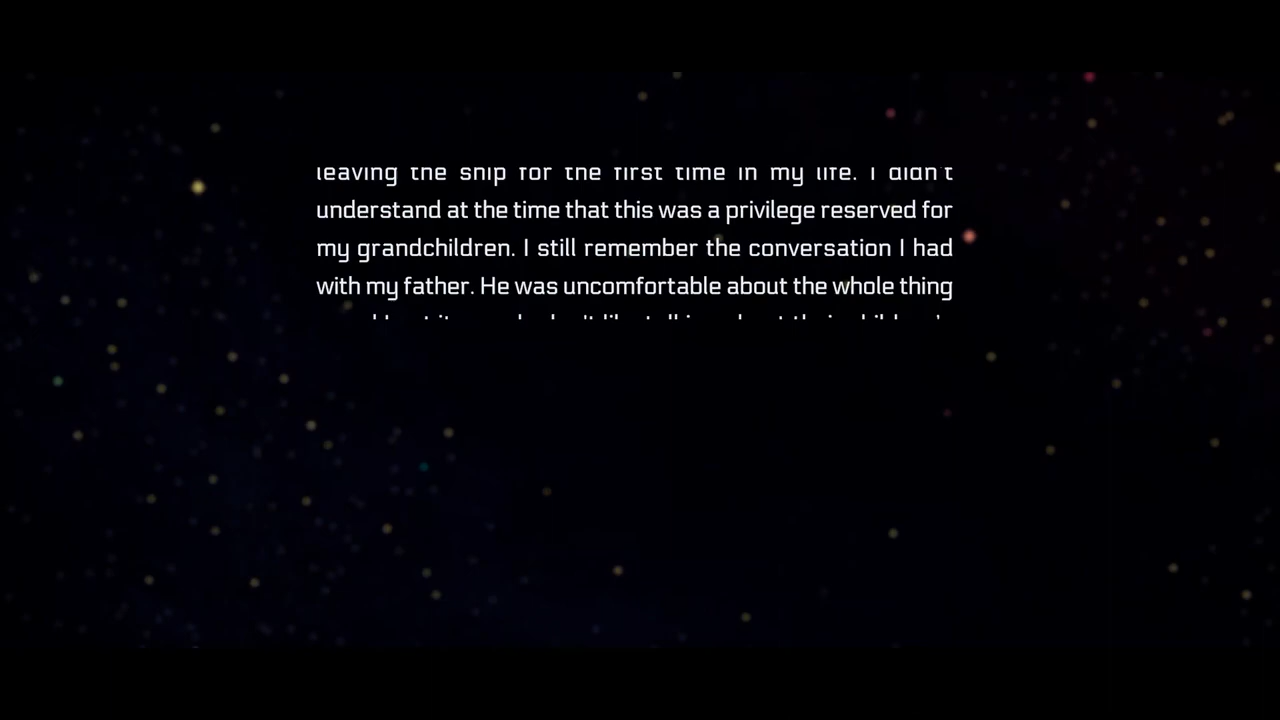 leaving the ship for the first time in my life. I didn't
understand at the time that this was a privilege reserved for
my grandchildren. I still remember the conversation I had
with my father. He was uncomfortable about the whole thing